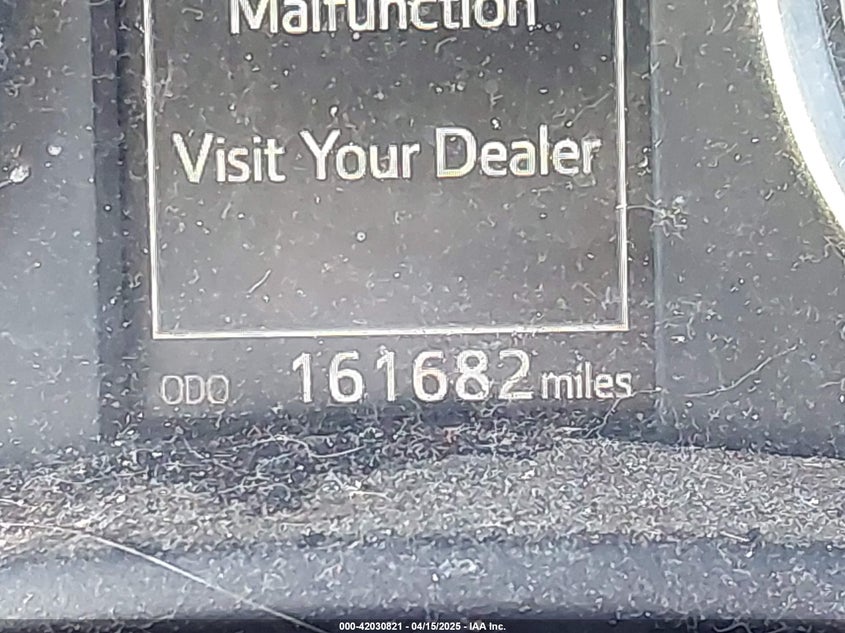 Malfunction
Visit Your Dealer
ODO 161682 miles
000-42030821 - 04/15/2025 - IAA Inc.